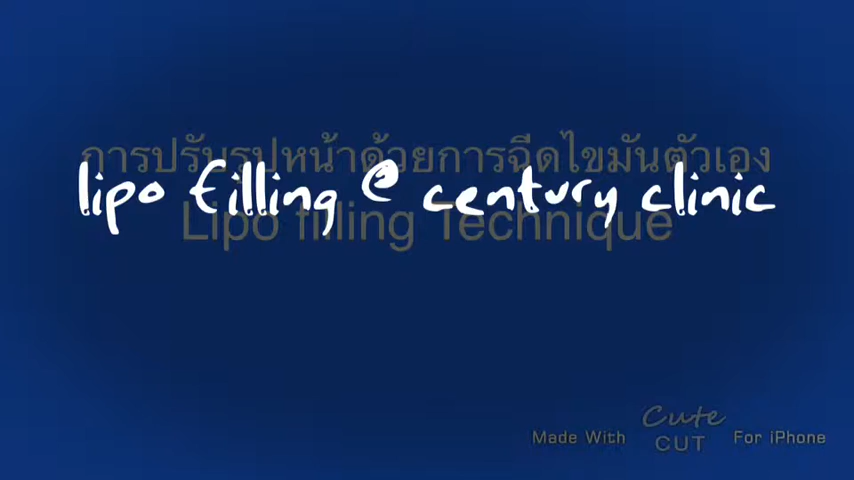 การปรับรูปหน้าด้วยการฉีดไขมันตัวเอง
lipo filling @ century clinic
Lipo filling Technique
Made With Cute CUT For iPhone